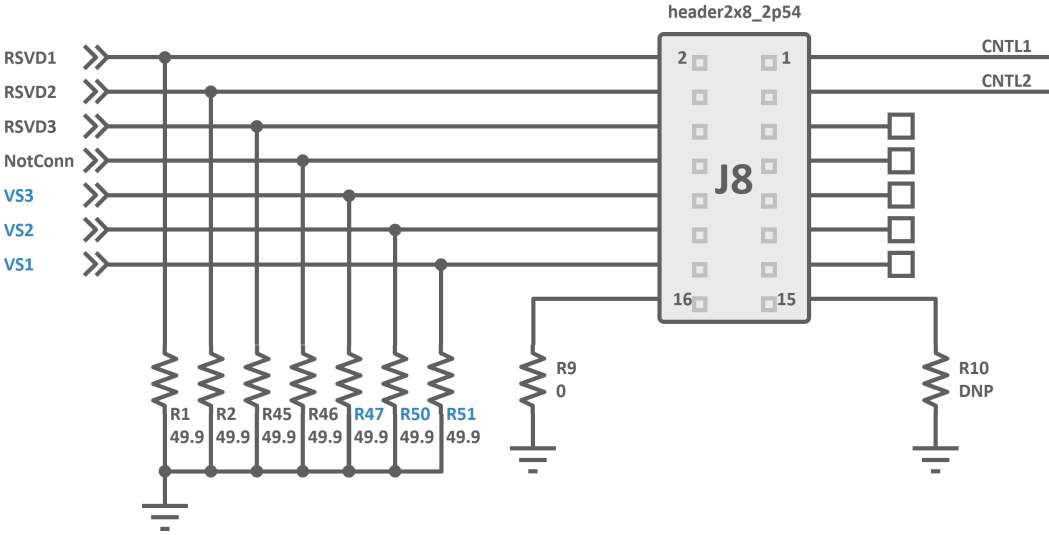 header2x8_2p54
RSVD1
2
1
CNTL1
RSVD2
CNTL2
RSVD3
NotConn
J8
VS3
VS2
VS1
16
15
R9
0
R10
DNP
R1
49.9
R2
49.9
R45
49.9
R46
49.9
R47
49.9
R50
49.9
R51
49.9